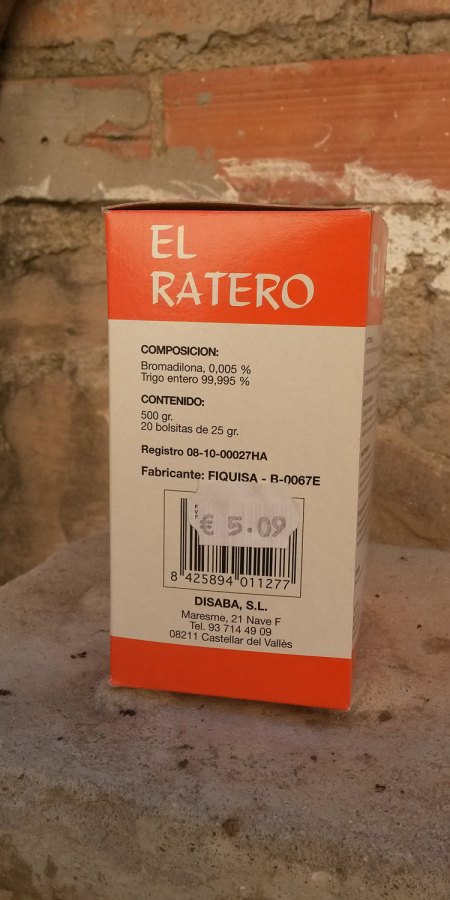 EL
RATERO
COMPOSICION:
Bromadilona, 0,005 %
Trigo entero 99,995 %
CONTENIDO:
500 gr.
20 bolsitas de 25 gr.
Registro 08-10-00027HA
Fabricante: FIQUISA - B-0067E
€ 5.09
8 425894 011277
DISABA, S.L.
Maresme, 21 Nave F
Tel. 93 714 49 09
08211 Castellar del Vallès